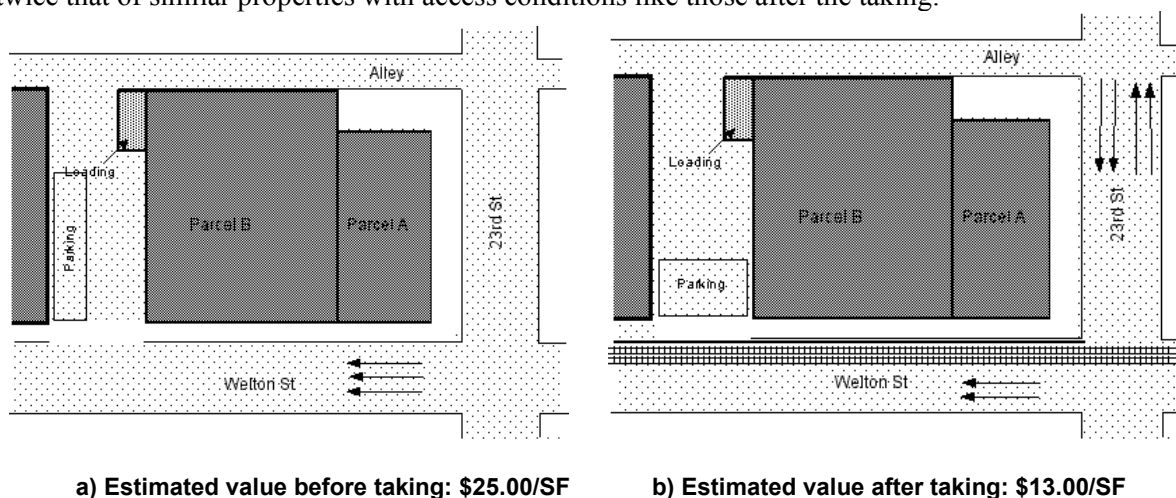 twice that of similar properties with access conditions like those after the taking.
Alley
Loading
Parking
Parcel B
Parcel A
23rd St
Welton St
Alley
Loading
Parking
Parcel B
Parcel A
23rd St
Welton St
a) Estimated value before taking: $25.00/SF
b) Estimated value after taking: $13.00/SF